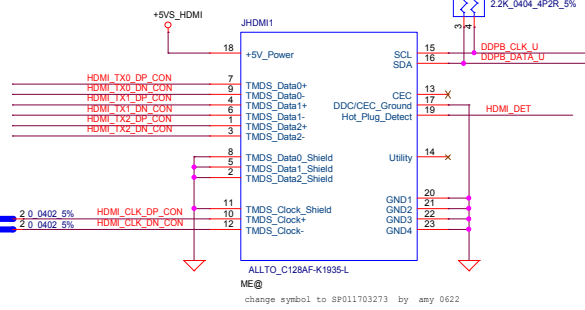 2.2K_0404_4P2R_5%
+5VS_HDMI
JHDMI1
3
4
18 +5V_Power
SCL 15 DDPB_CLK_U
SDA 16 DDPB_DATA_U
HDMI_TX0_DP_CON 7 TMDS_Data0+
HDMI_TX0_DN_CON 9 TMDS_Data0-
HDMI_TX1_DP_CON 4 TMDS_Data1+
HDMI_TX1_DN_CON 6 TMDS_Data1-
HDMI_TX2_DP_CON 1 TMDS_Data2+
HDMI_TX2_DN_CON 3 TMDS_Data2-
CEC 13
DDC/CEC_Ground 17
Hot_Plug_Detect 19 HDMI_DET
8 TMDS_Data0_Shield
5 TMDS_Data1_Shield
2 TMDS_Data2_Shield
Utility 14
11 TMDS_Clock_Shield
2 0_0402_5% HDMI_CLK_DP_CON 10 TMDS_Clock+
2 0_0402_5% HDMI_CLK_DN_CON 12 TMDS_Clock-
GND1 20
GND2 21
GND3 22
GND4 23
ALLTO_C128AF-K1935-L
ME@
change symbol to SP011703273 by amy 0622